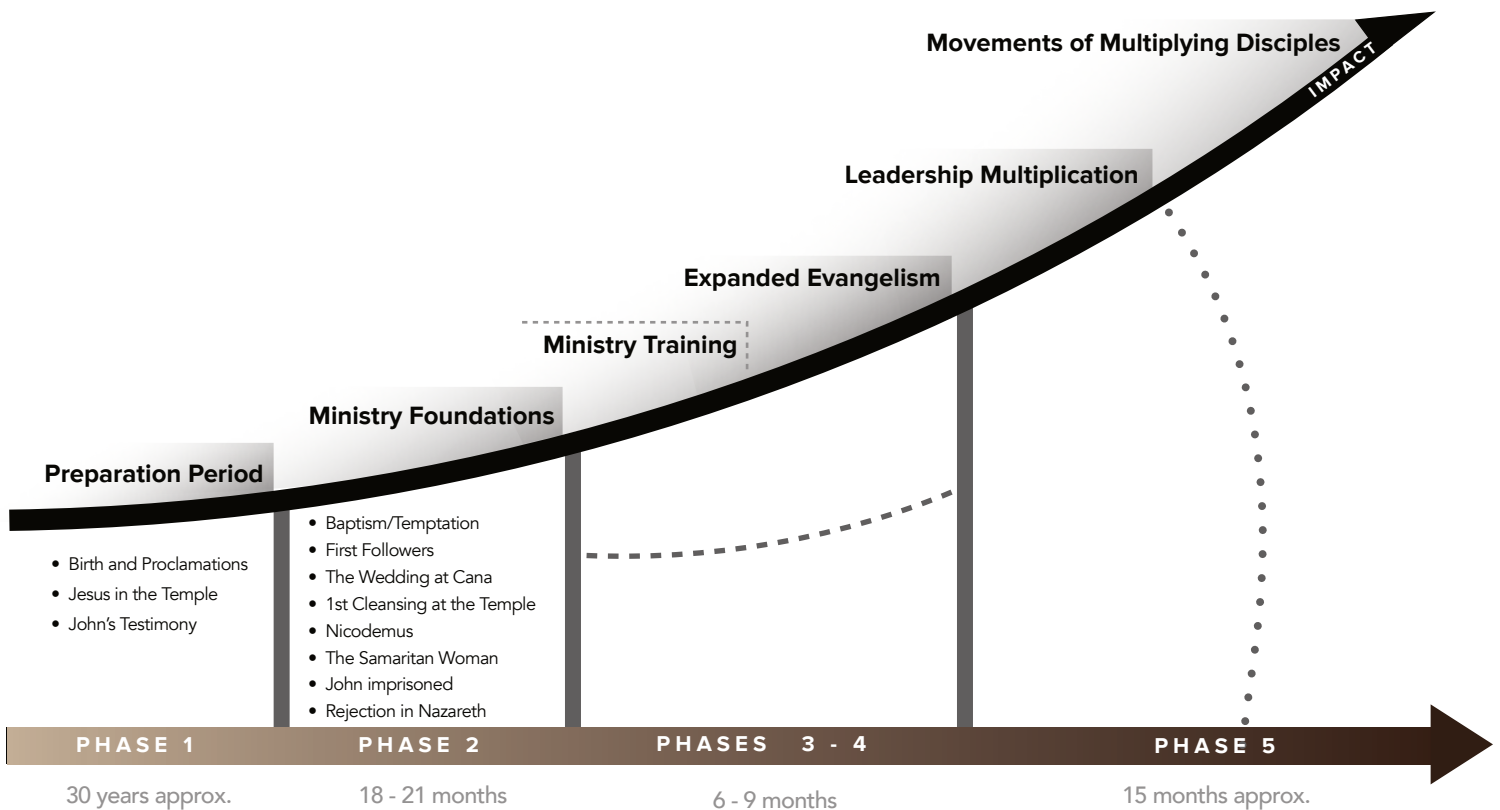 Movements of Multiplying Disciples
IMPACT
Leadership Multiplication
Expanded Evangelism
Ministry Training
Ministry Foundations
Preparation Period
• Birth and Proclamations
• Jesus in the Temple
• John's Testimony
• Baptism/Temptation
• First Followers
• The Wedding at Cana
• 1st Cleansing at the Temple
• Nicodemus
• The Samaritan Woman
• John imprisoned
• Rejection in Nazareth
PHASE 1
PHASE 2
PHASES 3 - 4
PHASE 5
30 years approx.
18 - 21 months
6 - 9 months
15 months approx.